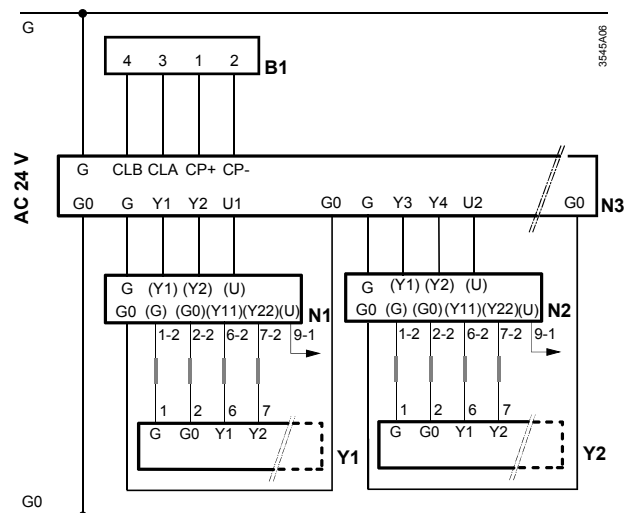 G
3545A06
4 3 1 2
B1
AC 24 V
G CLB CLA CP+ CP-
G0 G Y1 Y2 U1 G0 G Y3 Y4 U2 G0
N3
G (Y1) (Y2) (U)
G0 (G) (G0) (Y11) (Y22) (U)
N1
G (Y1) (Y2) (U)
G0 (G) (G0) (Y11) (Y22) (U)
N2
1-2 2-2 6-2 7-2 9-1
1-2 2-2 6-2 7-2 9-1
1 2 6 7
G G0 Y1 Y2
Y1
1 2 6 7
G G0 Y1 Y2
Y2
G0